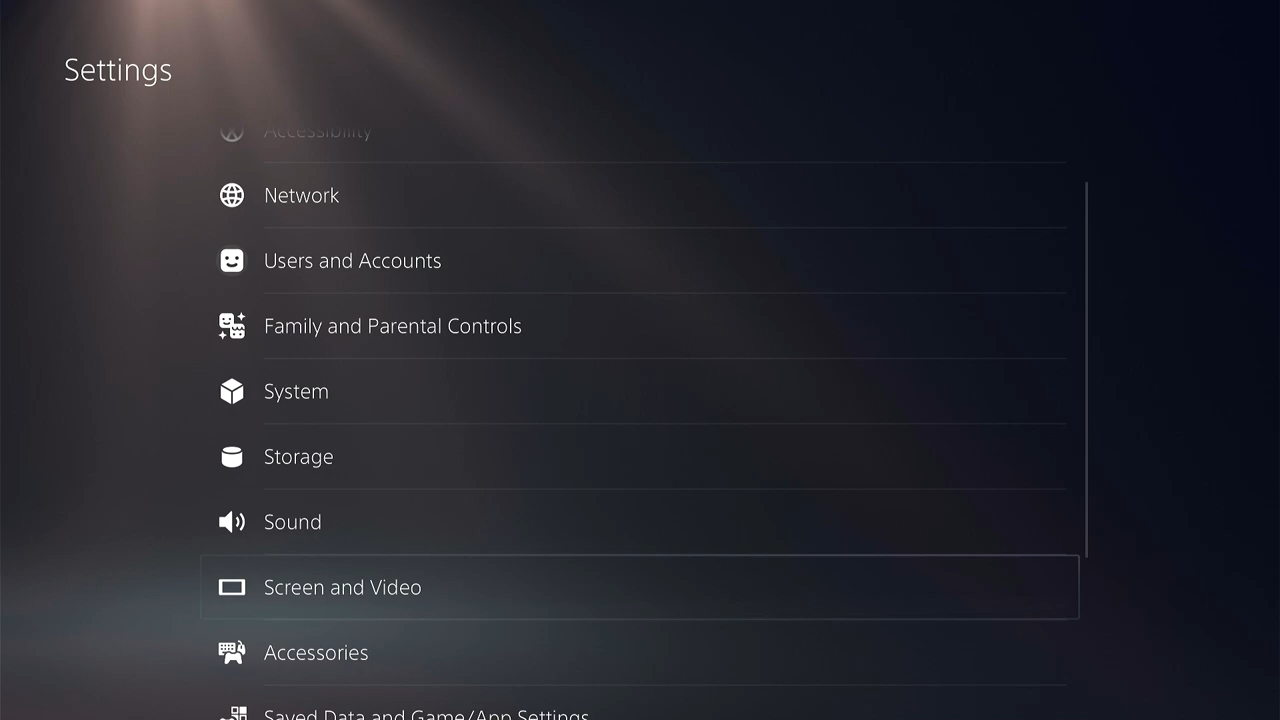 Settings
Accessibility
Network
Users and Accounts
Family and Parental Controls
System
Storage
Sound
Screen and Video
Accessories
Saved Data and Game/App Settings